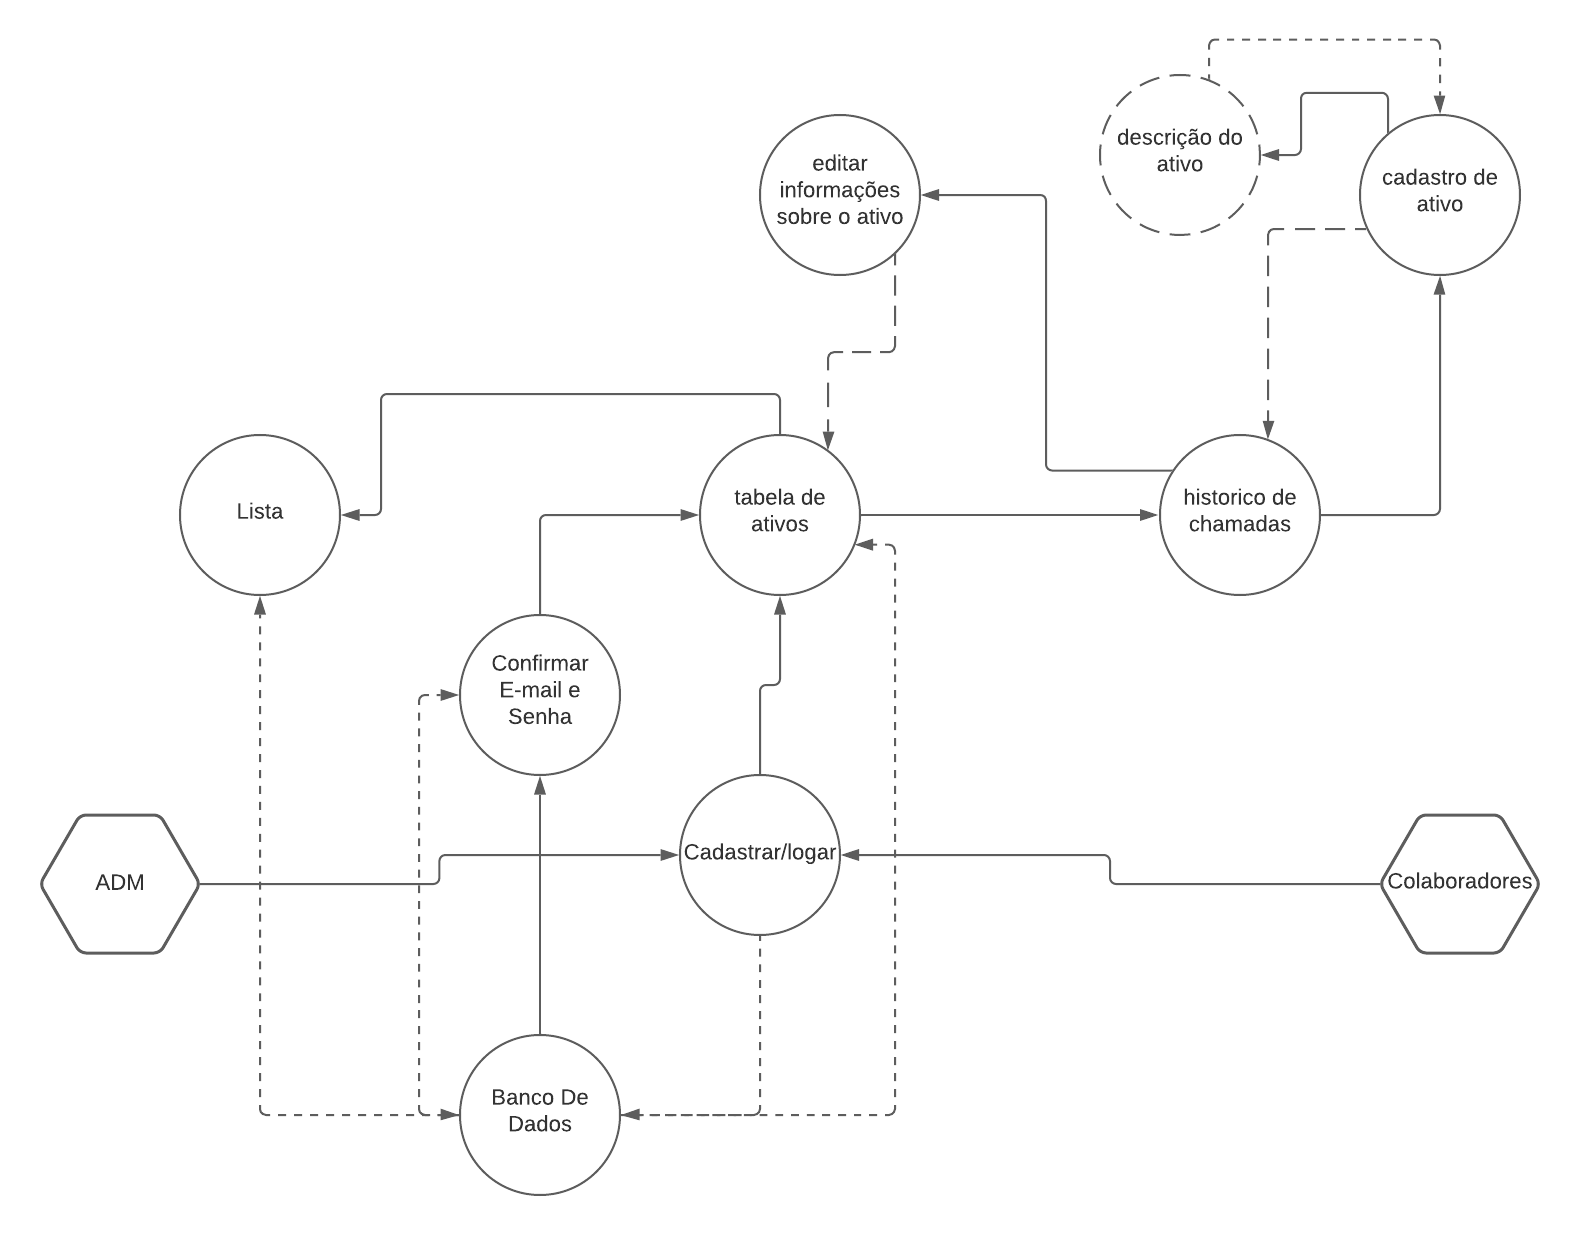 descrição do
ativo
editar
informações
sobre o ativo
cadastro de
ativo
Lista
tabela de
ativos
historico de
chamadas
Confirmar
E-mail e
Senha
Cadastrar/logar
ADM
Colaboradores
Banco De
Dados